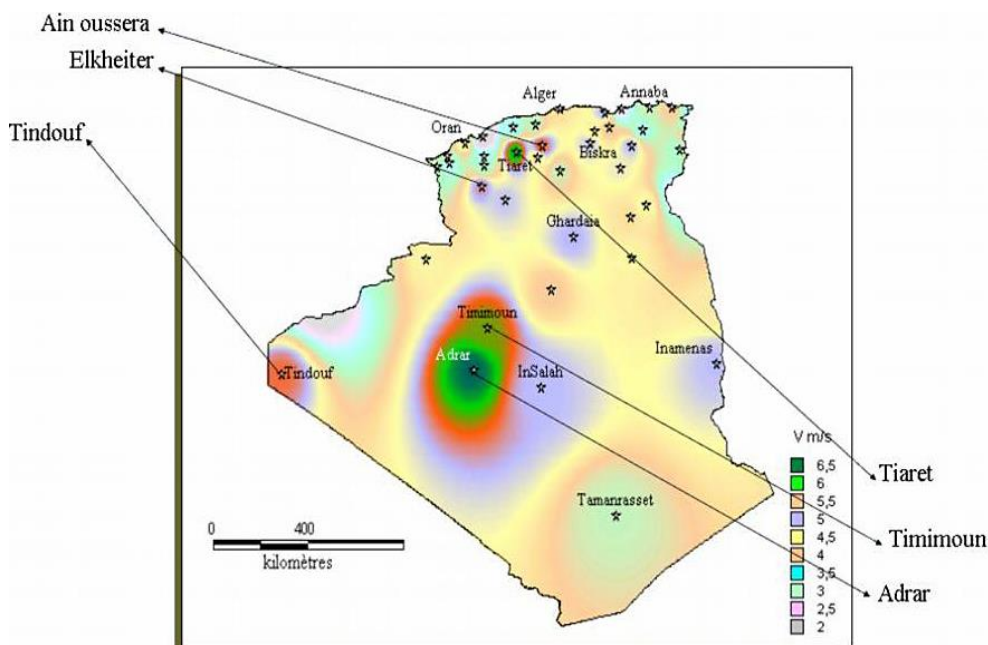 Ain oussera
Elkheiter
Tindouf
Alger
Annaba
Oran
Tiaret
Biskra
Ghardaia
Timimoun
Adrar
Tindouf
InSalah
Inamenas
Tamanrasset
0 400
kilomètres
V m/s
6,5
6
5,5
5
4,5
4
3,5
3
2,5
2
Tiaret
Timimoun
Adrar